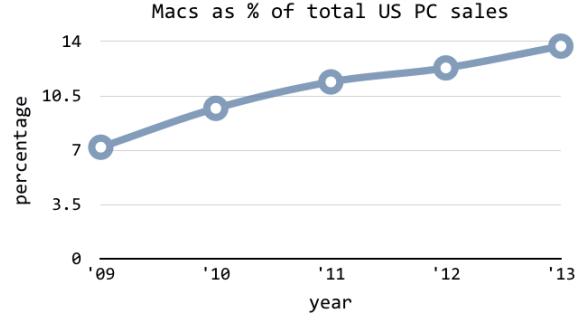 Macs as % of total US PC sales
14
10.5
7
3.5
0
percentage
'09 '10 '11 '12 '13
year